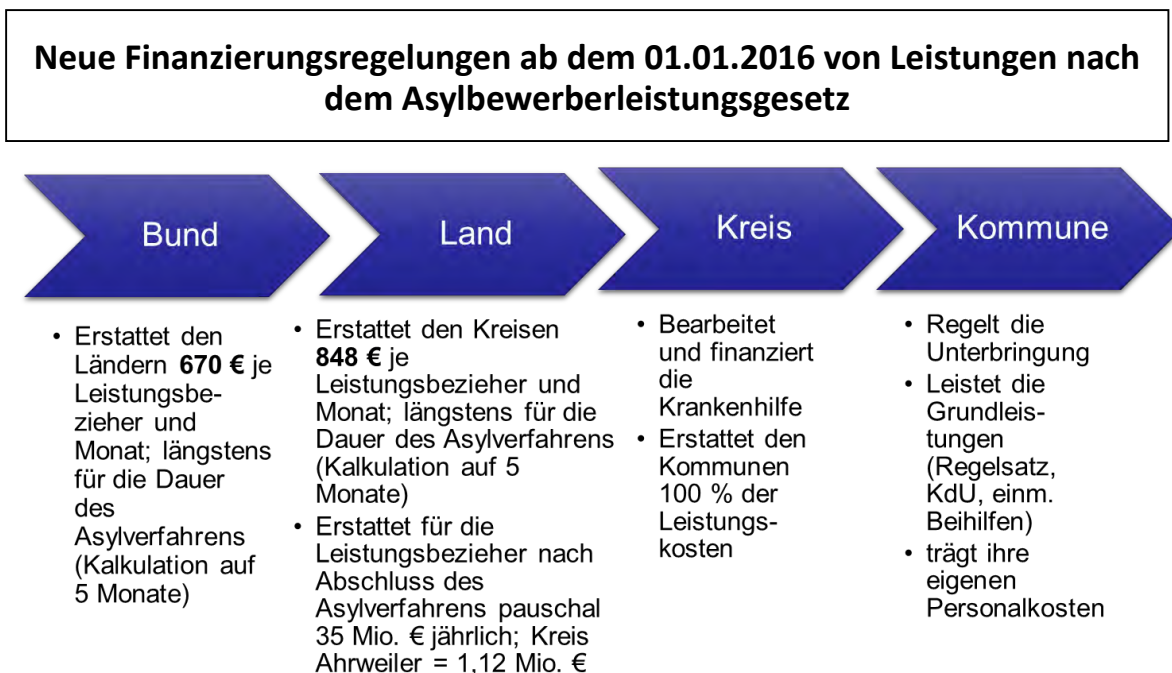 Neue Finanzierungsregelungen ab dem 01.01.2016 von Leistungen nach
dem Asylbewerberleistungsgesetz
Bund
• Erstattet den
Ländern 670 € je
Leistungsbe-
zieher und
Monat; längstens
für die Dauer
des
Asylverfahrens
(Kalkulation auf
5 Monate)
Land
• Erstattet den Kreisen
848 € je
Leistungsbezieher und
Monat; längstens für die
Dauer des Asylverfahrens
(Kalkulation auf 5
Monate)
• Erstattet für die
Leistungsbezieher nach
Abschluss des
Asylverfahrens pauschal
35 Mio. € jährlich; Kreis
Ahrweiler = 1,12 Mio. €
Kreis
• Bearbeitet
und finanziert
die
Krankenhilfe
• Erstattet den
Kommunen
100 % der
Leistungs-
kosten
Kommune
• Regelt die
Unterbringung
• Leistet die
Grundleis-
tungen
(Regelsatz,
KdU, einm.
Beihilfen)
• trägt ihre
eigenen
Personalkosten